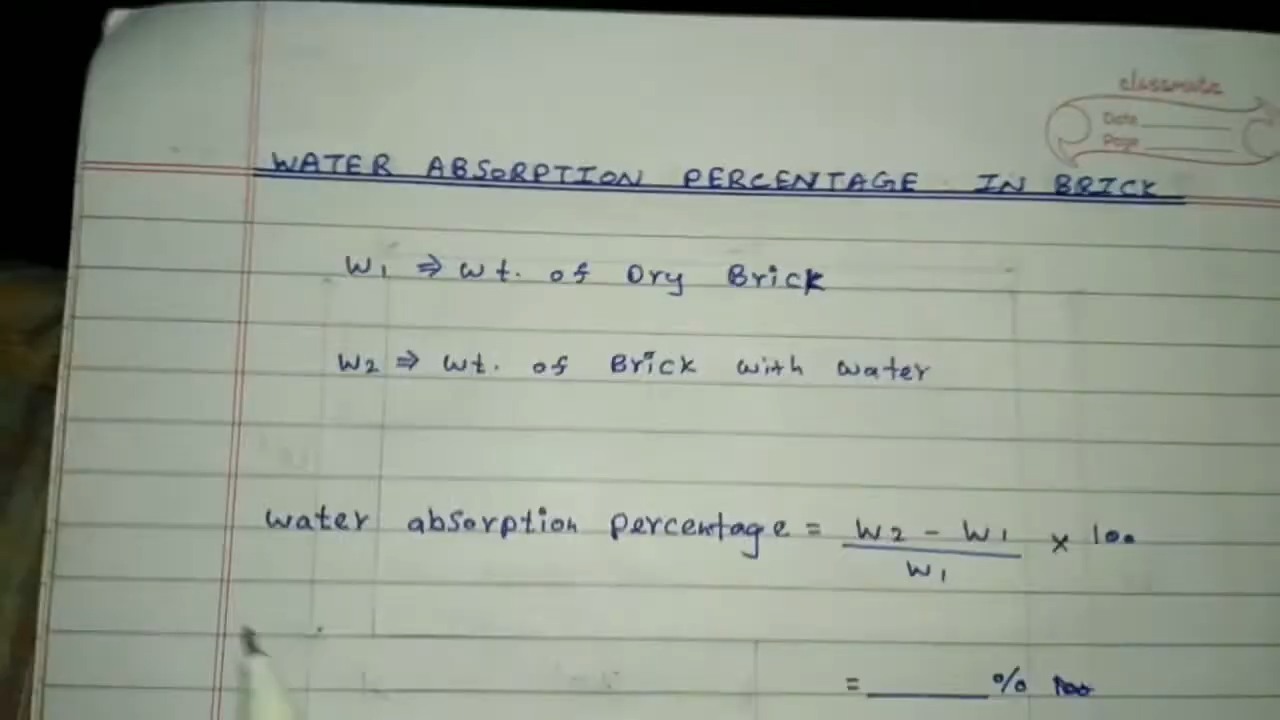 classmate
Date
Page
WATER ABSORPTION PERCENTAGE IN BRICK
W1 ⇒ wt. of Dry Brick
W2 ⇒ wt. of Brick with water
water absorption percentage = W2 - W1 / W1 × 100
= ______ %